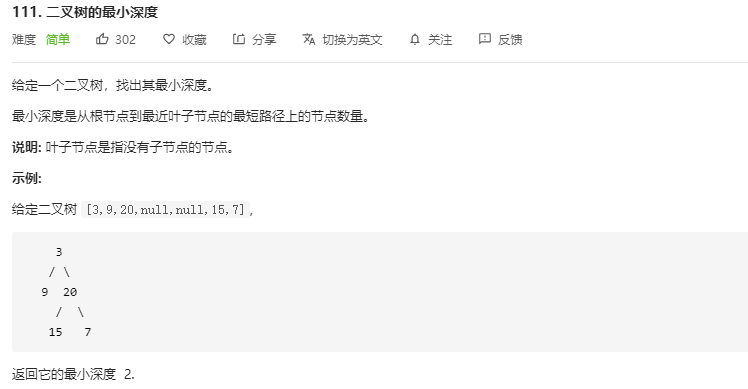 111. 二叉树的最小深度
难度 简单 302 收藏 分享 切换为英文 关注 反馈
给定一个二叉树，找出其最小深度。
最小深度是从根节点到最近叶子节点的最短路径上的节点数量。
说明: 叶子节点是指没有子节点的节点。
示例:
给定二叉树 [3,9,20,null,null,15,7],
3
/ \
9 20
/ \
15 7
返回它的最小深度 2.